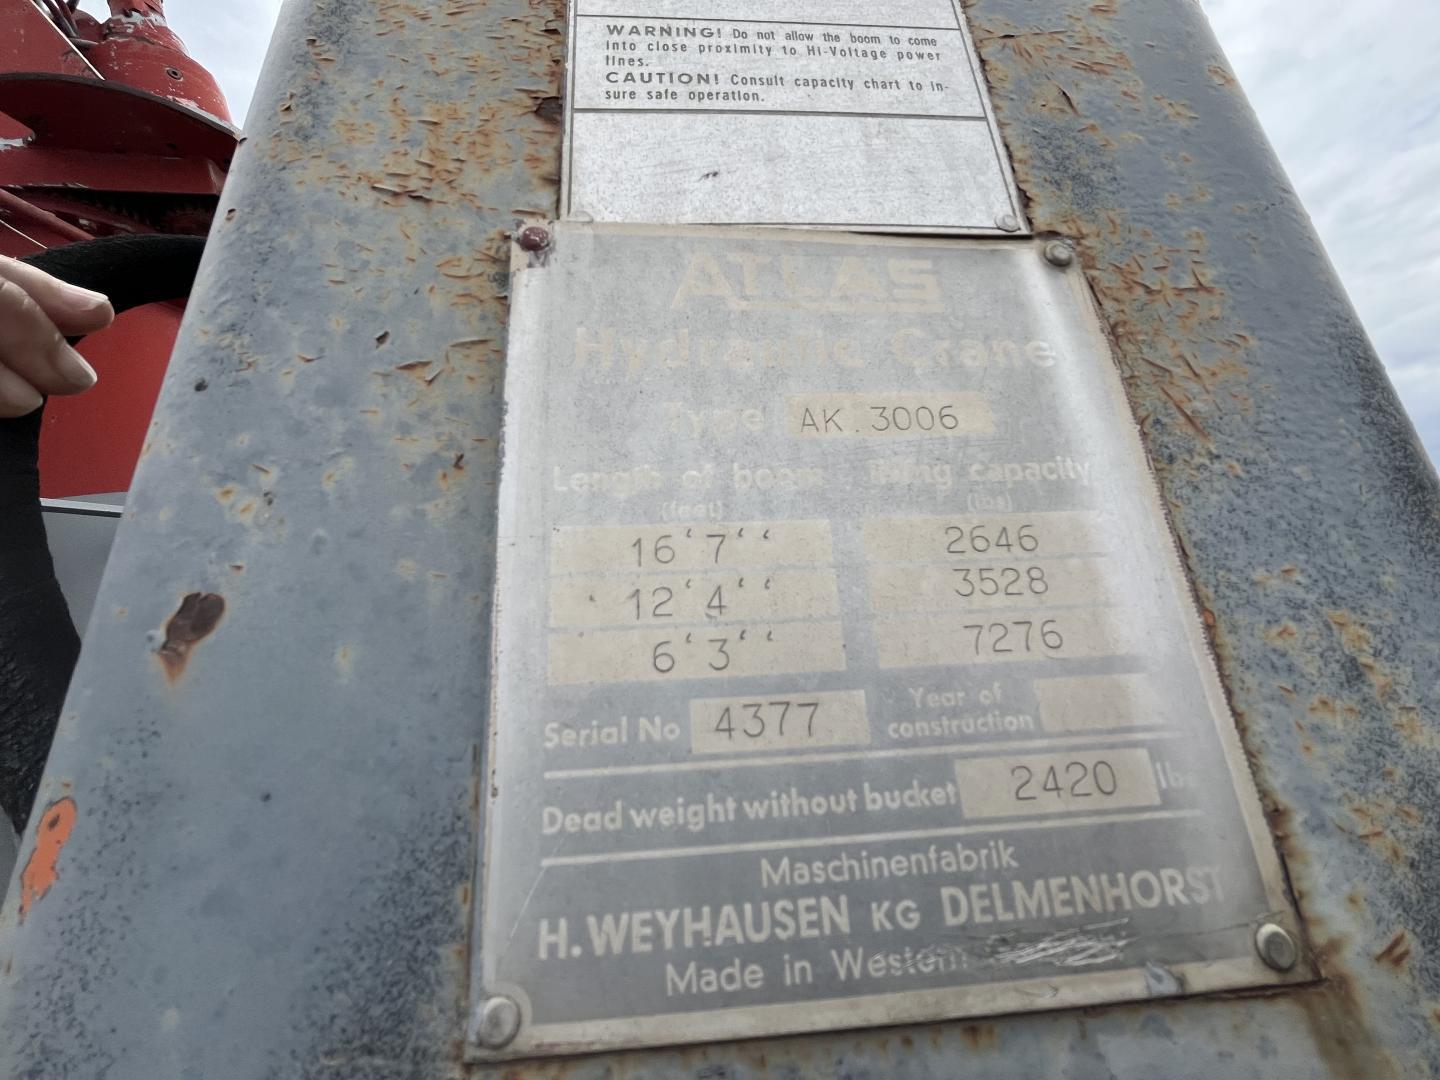 WARNING! Do not allow the boom to come
into close proximity to Hi-Voltage power
lines.
CAUTION! Consult capacity chart to in-
sure safe operation.
ATLAS
Hydraulic Crane
Type AK. 3006
Length of boom lifting capacity
(feet) (lbs)
16‘7‘‘ 2646
12‘4‘‘ 3528
6‘3‘‘ 7276
Serial No 4377 Year of
construction
Dead weight without bucket 2420 lbs
Maschinenfabrik
H. WEYHAUSEN KG DELMENHORST
Made in Western